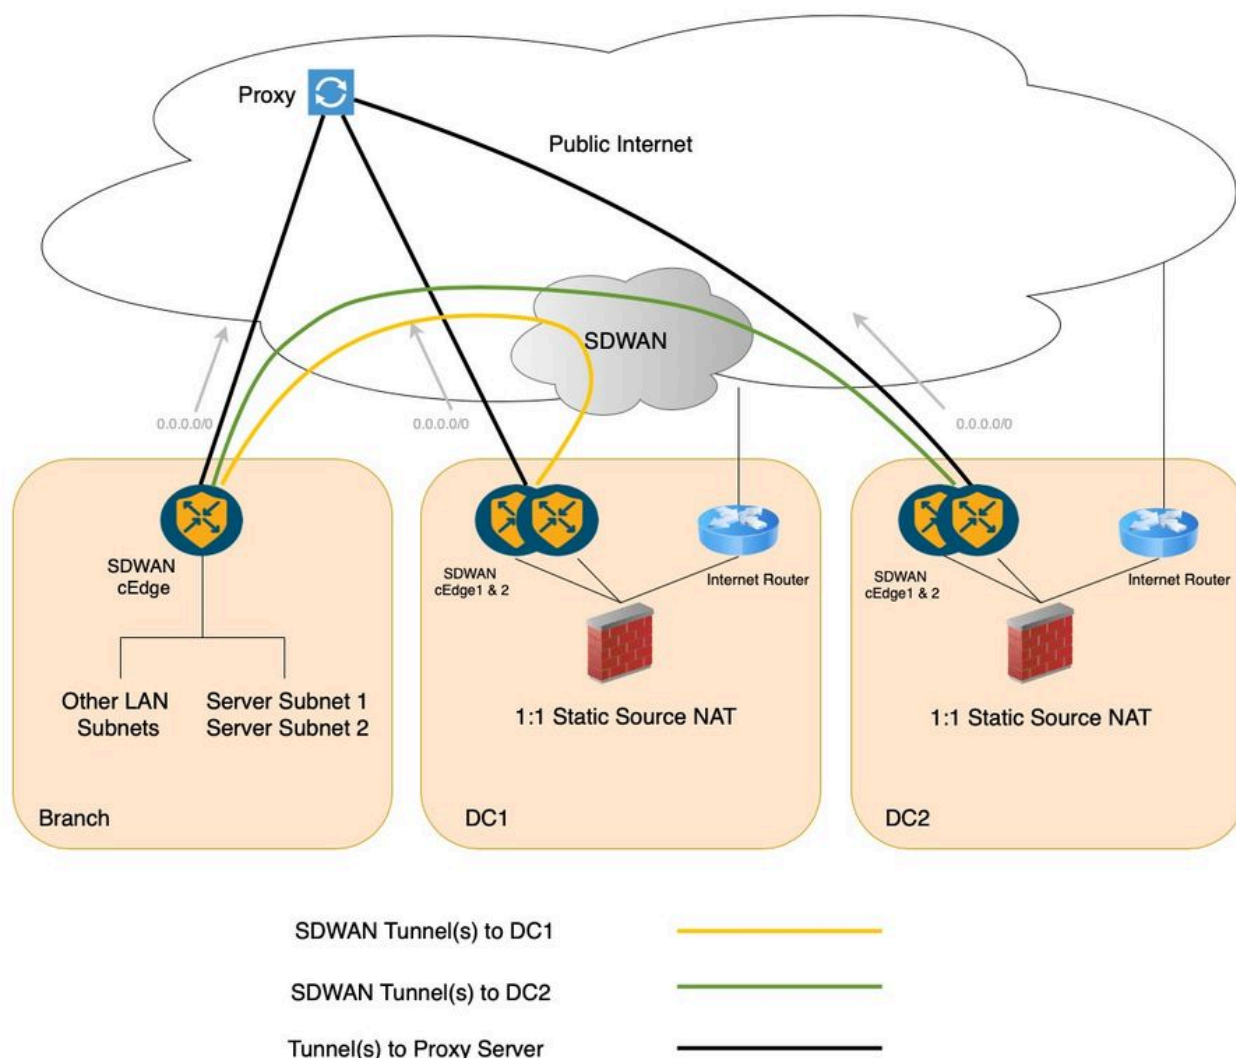 Proxy
Public Internet
SDWAN
0.0.0.0/0
0.0.0.0/0
0.0.0.0/0
SDWAN
cEdge
SDWAN
cEdge1 & 2
Internet Router
SDWAN
cEdge1 & 2
Internet Router
Other LAN
Subnets
Server Subnet 1
Server Subnet 2
1:1 Static Source NAT
1:1 Static Source NAT
Branch
DC1
DC2
SDWAN Tunnel(s) to DC1
SDWAN Tunnel(s) to DC2
Tunnel(s) to Proxy Server